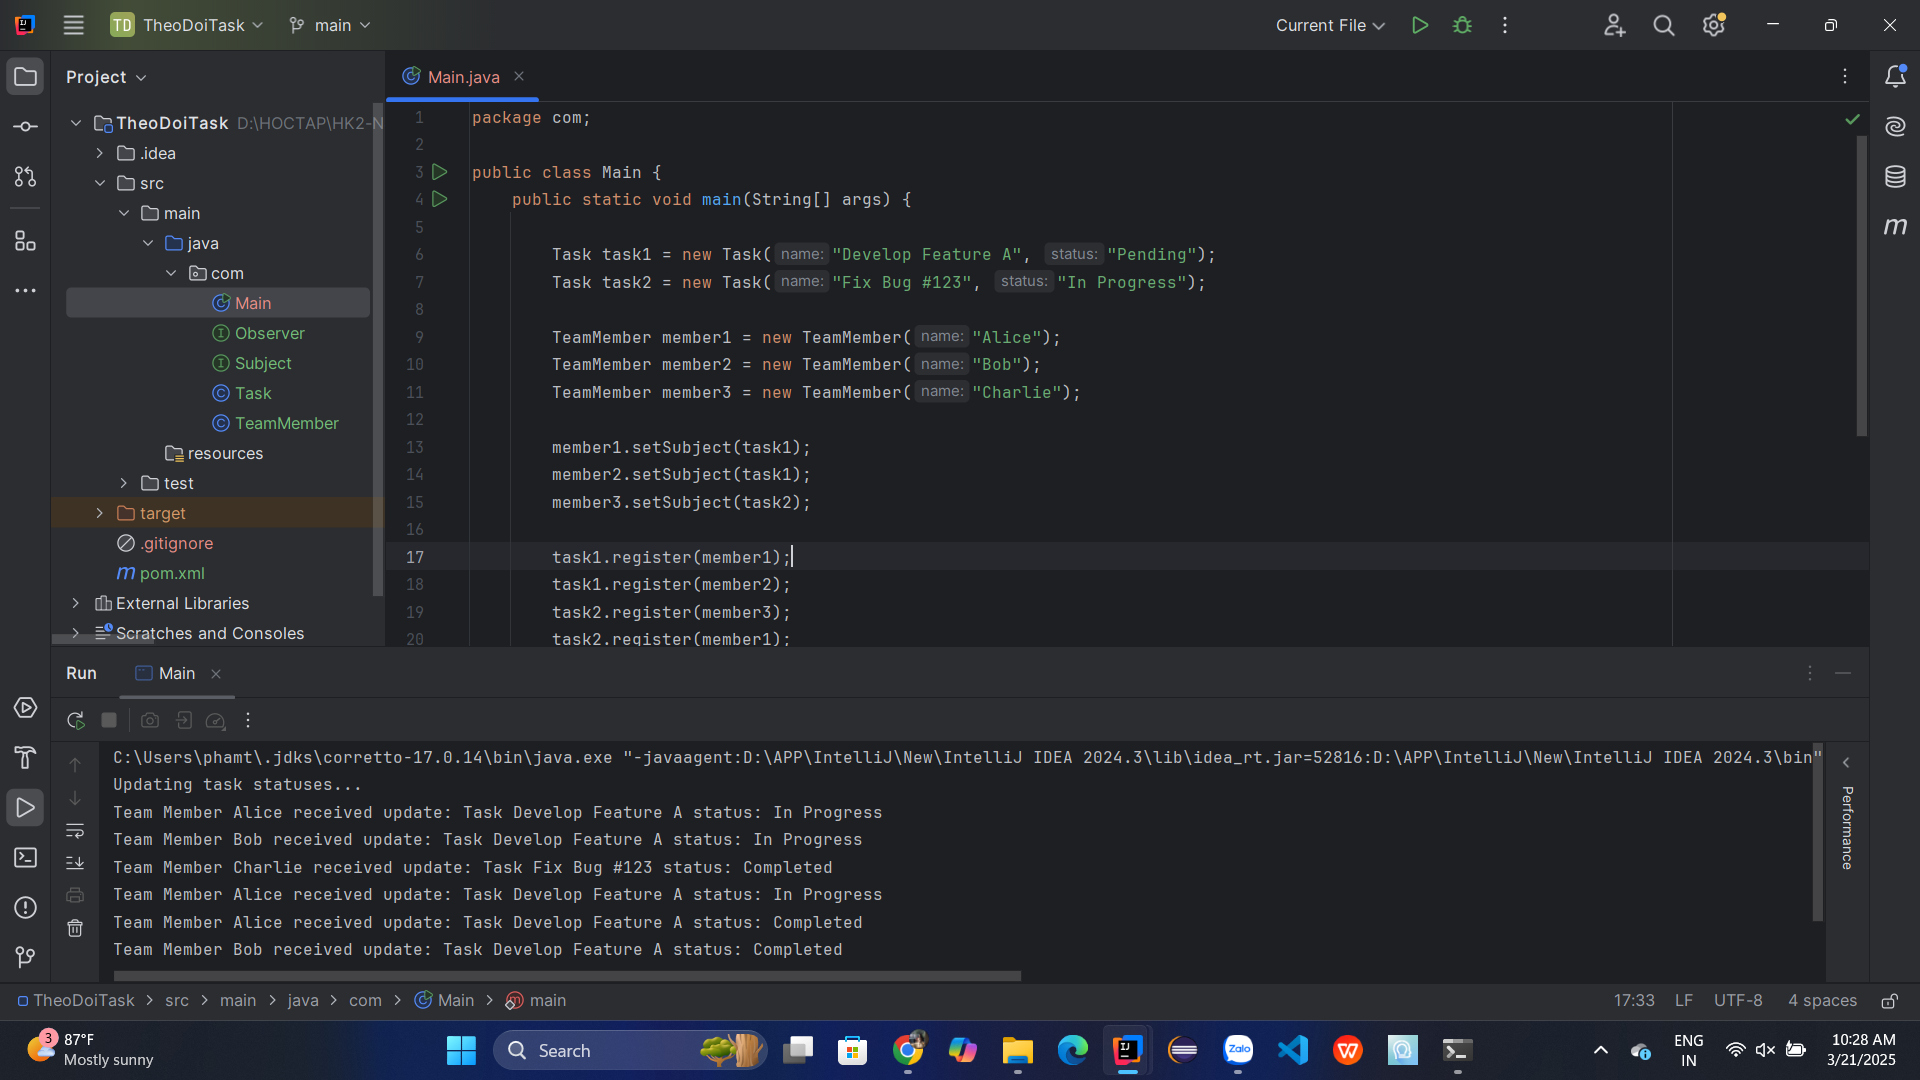 TD TheoDoiTask main Current File
Project
Main.java
TheoDoiTask D:\HOCTAP\HK2-N
.idea
src
main
java
com
Main
Observer
Subject
Task
TeamMember
resources
test
target
.gitignore
m pom.xml
External Libraries
Scratches and Consoles
1 package com;
2
3 public class Main {
4 public static void main(String[] args) {
5
6 Task task1 = new Task( name: "Develop Feature A", status: "Pending");
7 Task task2 = new Task( name: "Fix Bug #123", status: "In Progress");
8
9 TeamMember member1 = new TeamMember( name: "Alice");
10 TeamMember member2 = new TeamMember( name: "Bob");
11 TeamMember member3 = new TeamMember( name: "Charlie");
12
13 member1.setSubject(task1);
14 member2.setSubject(task1);
15 member3.setSubject(task2);
16
17 task1.register(member1);
18 task1.register(member2);
19 task2.register(member3);
20 task2.register(member1);
m
Run Main
C:\Users\phamt\.jdks\corretto-17.0.14\bin\java.exe "-javaagent:D:\APP\IntelliJ\New\IntelliJ IDEA 2024.3\lib\idea_rt.jar=52816:D:\APP\IntelliJ\New\IntelliJ IDEA 2024.3\bin"
Updating task statuses...
Team Member Alice received update: Task Develop Feature A status: In Progress
Team Member Bob received update: Task Develop Feature A status: In Progress
Team Member Charlie received update: Task Fix Bug #123 status: Completed
Team Member Alice received update: Task Develop Feature A status: In Progress
Team Member Alice received update: Task Develop Feature A status: Completed
Team Member Bob received update: Task Develop Feature A status: Completed
Performance
TheoDoiTask > src > main > java > com > Main > main 17:33 LF UTF-8 4 spaces
3 87°F
Mostly sunny
Search
Zalo
ENG
IN
10:28 AM
3/21/2025